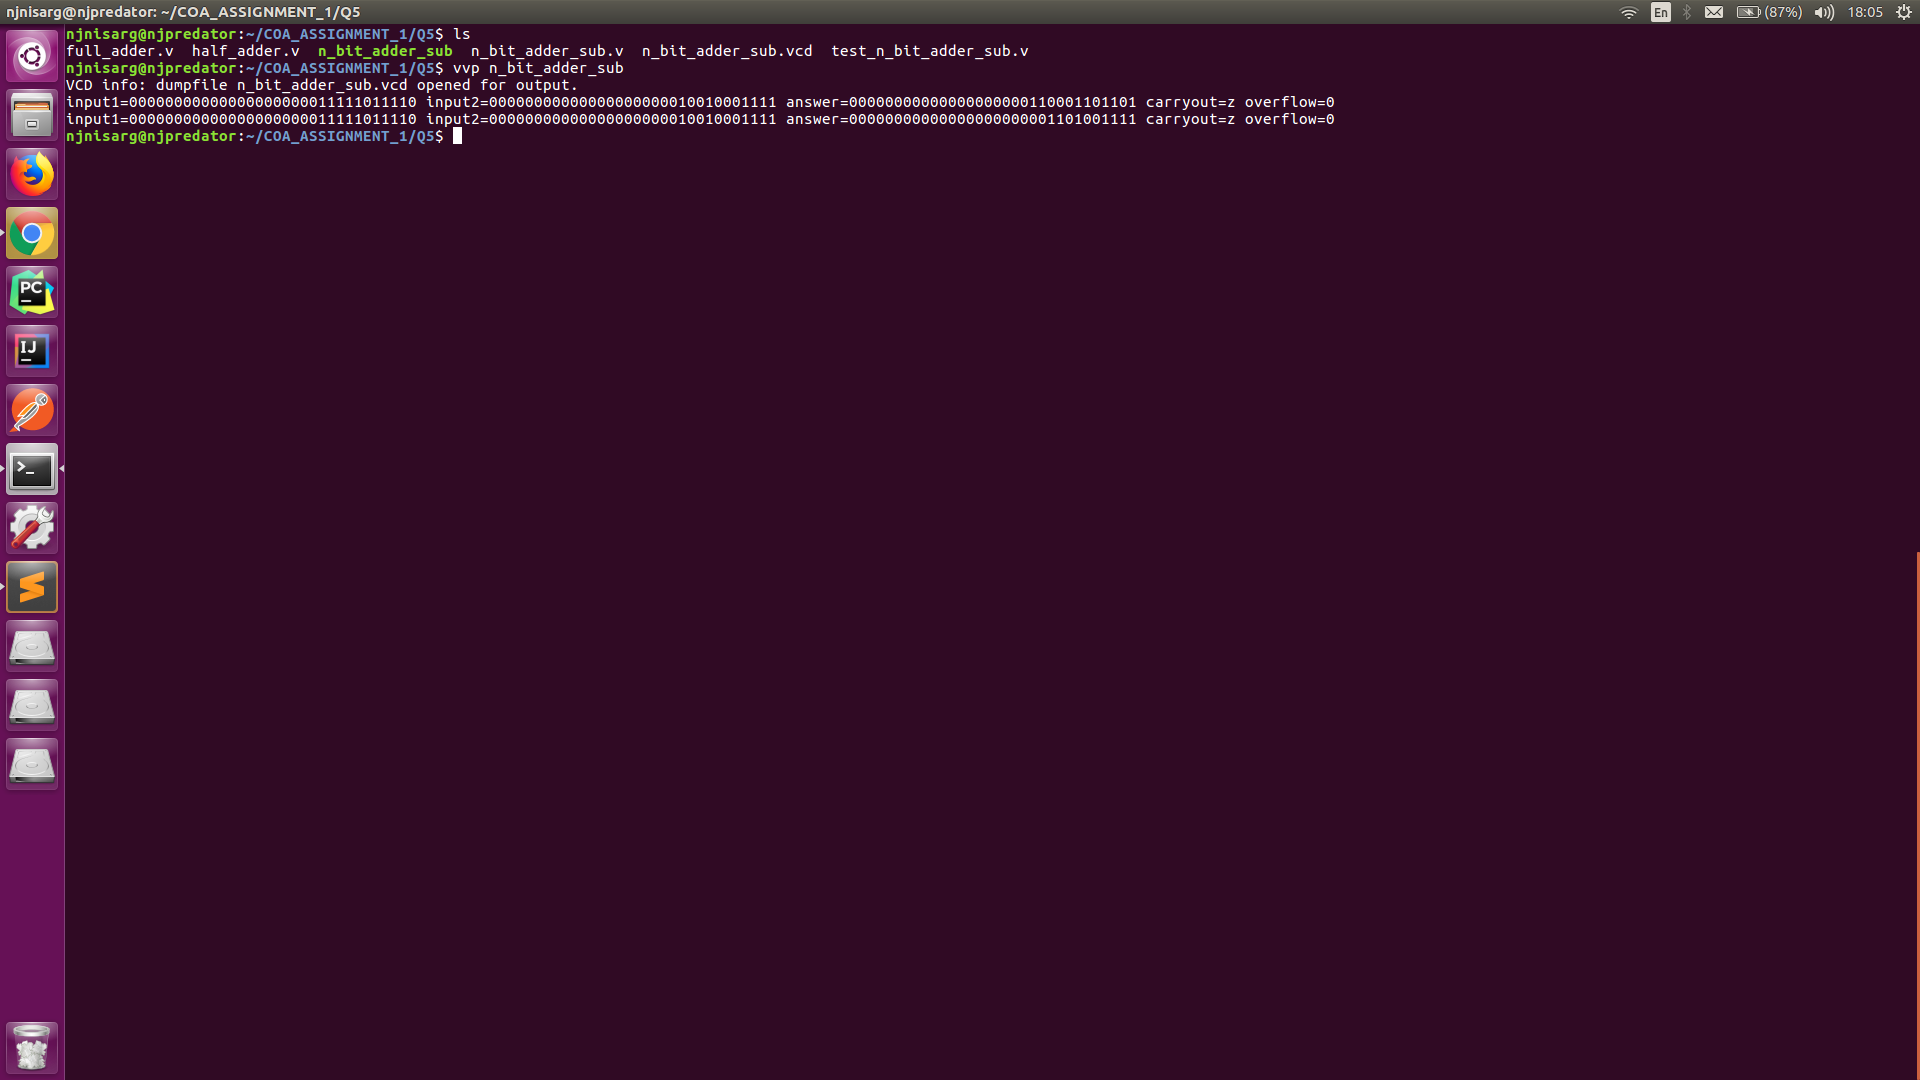 njnisarg@njpredator: ~/COA_ASSIGNMENT_1/Q5
En
(87%)
18:05
njnisarg@njpredator:~/COA_ASSIGNMENT_1/Q5$ ls
full_adder.v  half_adder.v  n_bit_adder_sub  n_bit_adder_sub.v  n_bit_adder_sub.vcd  test_n_bit_adder_sub.v
njnisarg@njpredator:~/COA_ASSIGNMENT_1/Q5$ vvp n_bit_adder_sub
VCD info: dumpfile n_bit_adder_sub.vcd opened for output.
input1=00000000000000000000011111011110 input2=00000000000000000000010010001111 answer=00000000000000000000110001101101 carryout=z overflow=0
input1=00000000000000000000011111011110 input2=00000000000000000000010010001111 answer=00000000000000000000001101001111 carryout=z overflow=0
njnisarg@njpredator:~/COA_ASSIGNMENT_1/Q5$
PC
IJ